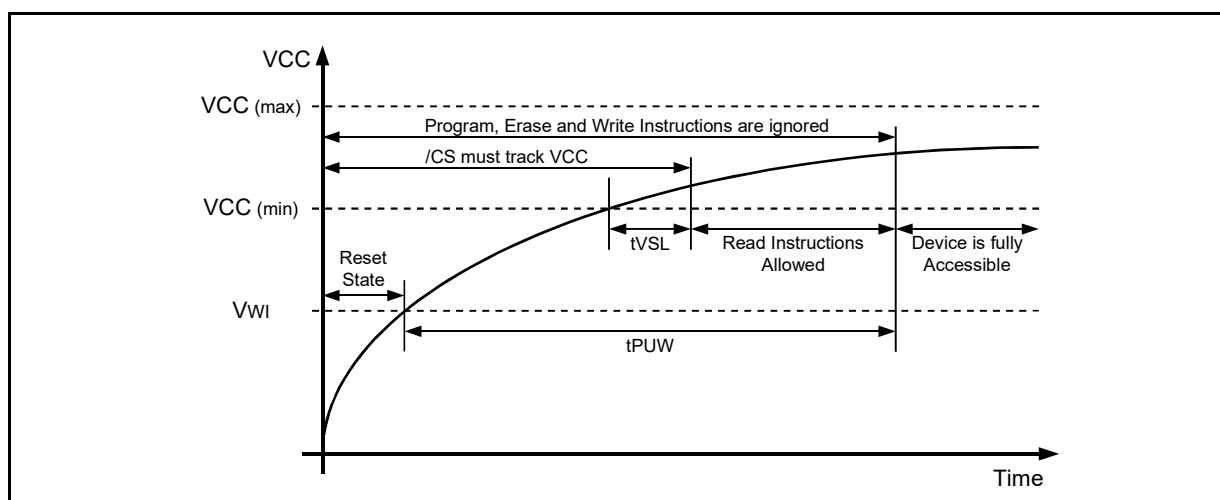 VCC
VCC (max)
Program, Erase and Write Instructions are ignored
/CS must track VCC
VCC (min)
tVSL
Read Instructions
Allowed
Device is fully
Accessible
Reset
State
VWI
tPUW
Time